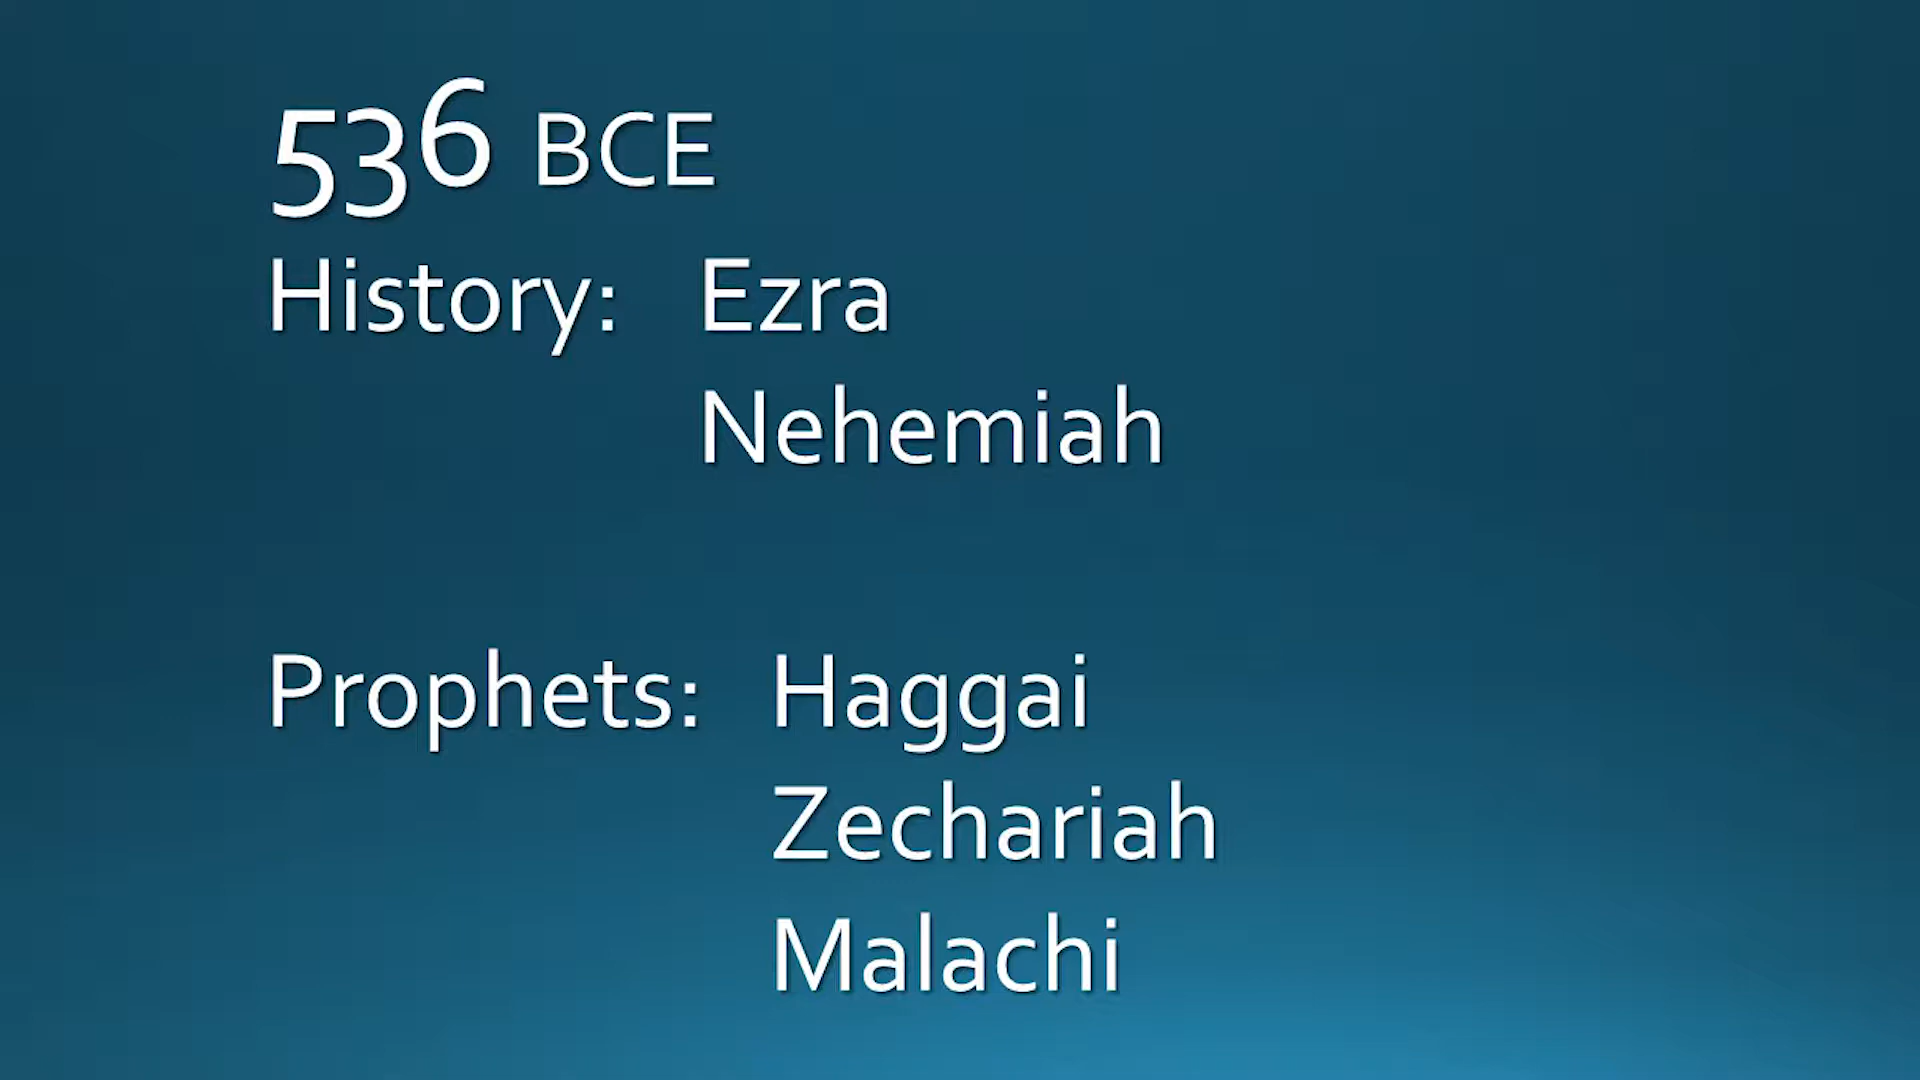 536 BCE
History: Ezra
Nehemiah
Prophets: Haggai
Zechariah
Malachi